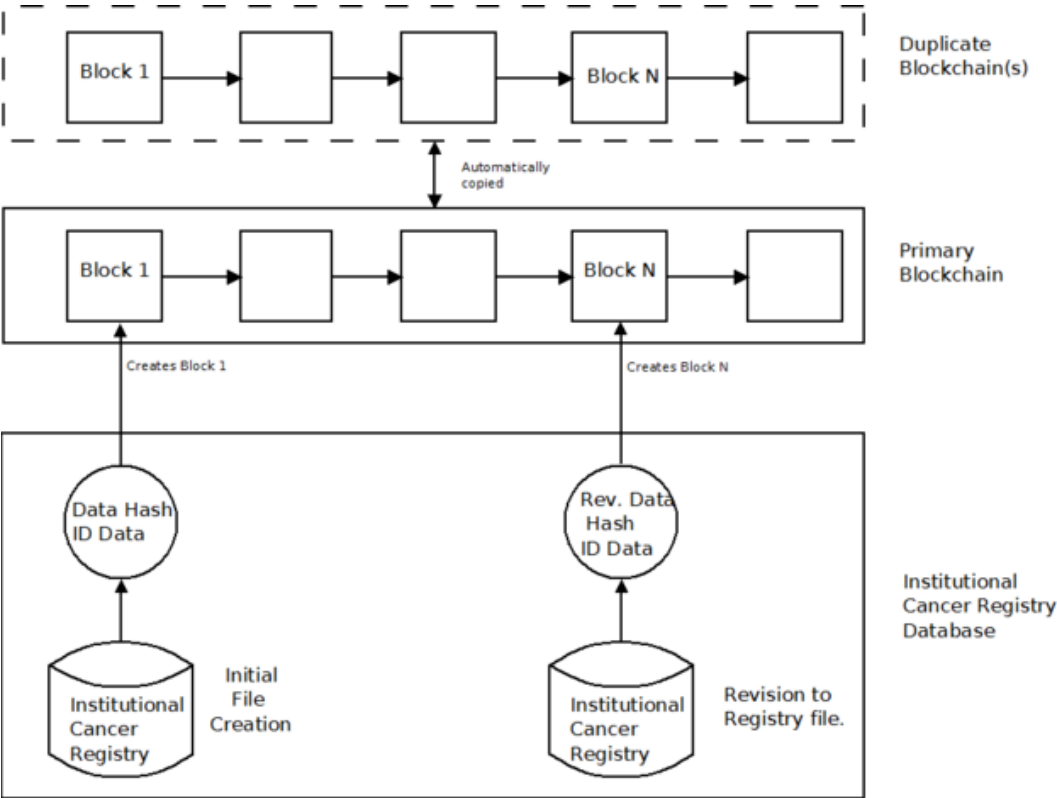 Block 1
Block N
Duplicate
Blockchain(s)
Automatically
copied
Block 1
Block N
Primary
Blockchain
Creates Block 1
Creates Block N
Data Hash
ID Data
Rev. Data
Hash
ID Data
Institutional
Cancer Registry
Database
Institutional
Cancer
Registry
Initial
File
Creation
Institutional
Cancer
Registry
Revision to
Registry file.